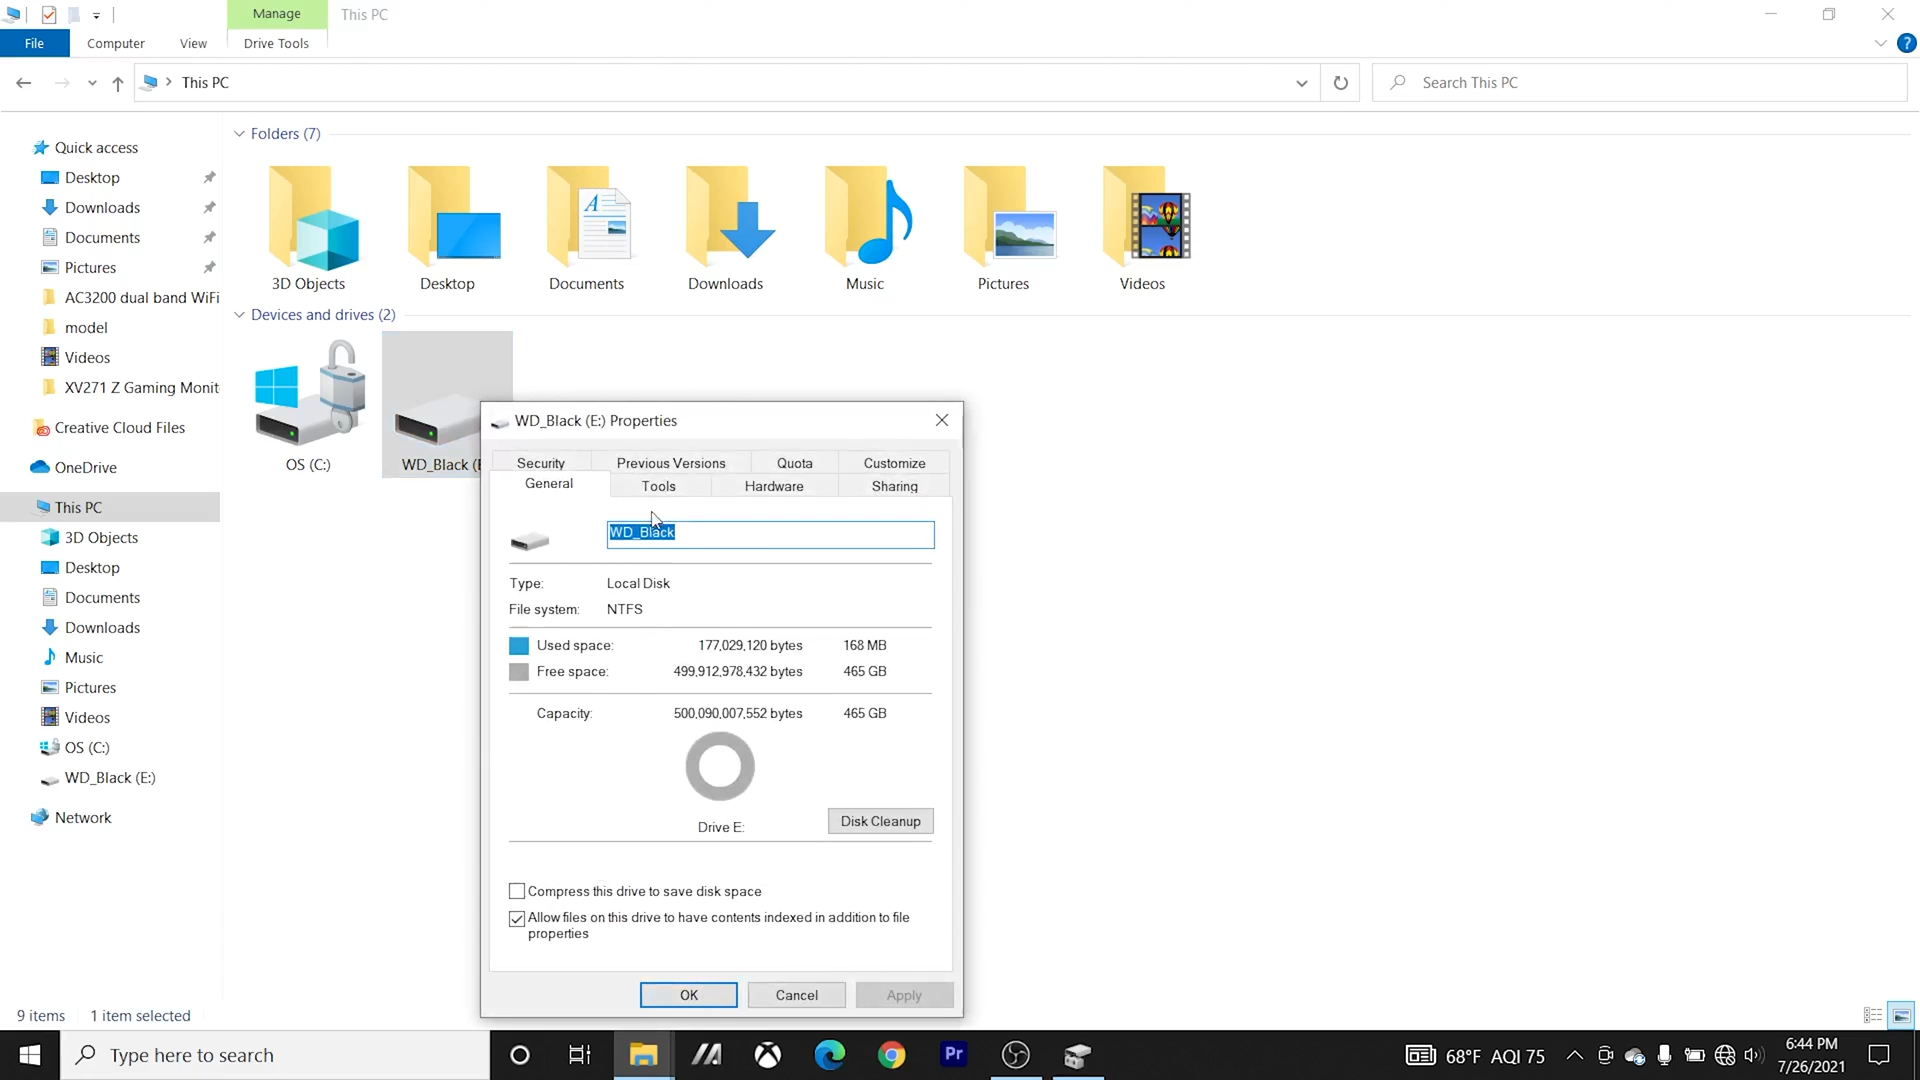 Manage
This PC
File
Computer
View
Drive Tools
This PC
Search This PC
Quick access
Desktop
Downloads
Documents
Pictures
AC3200 dual band WiFi
model
Videos
XV271 Z Gaming Monit
Creative Cloud Files
OneDrive
This PC
3D Objects
Desktop
Documents
Downloads
Music
Pictures
Videos
OS (C:)
WD_Black (E:)
Network
Folders (7)
3D Objects
Desktop
Documents
Downloads
Music
Pictures
Videos
Devices and drives (2)
OS (C:)
WD_Black (E
WD_Black (E:) Properties
Security
Previous Versions
Quota
Customize
General
Tools
Hardware
Sharing
WD_Black
Type: Local Disk
File system: NTFS
Used space: 177,029,120 bytes 168 MB
Free space: 499,912,978,432 bytes 465 GB
Capacity: 500,090,007,552 bytes 465 GB
Drive E:
Disk Cleanup
Compress this drive to save disk space
Allow files on this drive to have contents indexed in addition to file
properties
OK
Cancel
Apply
9 items
1 item selected
Type here to search
Pr
68°F AQI 75
6:44 PM
7/26/2021